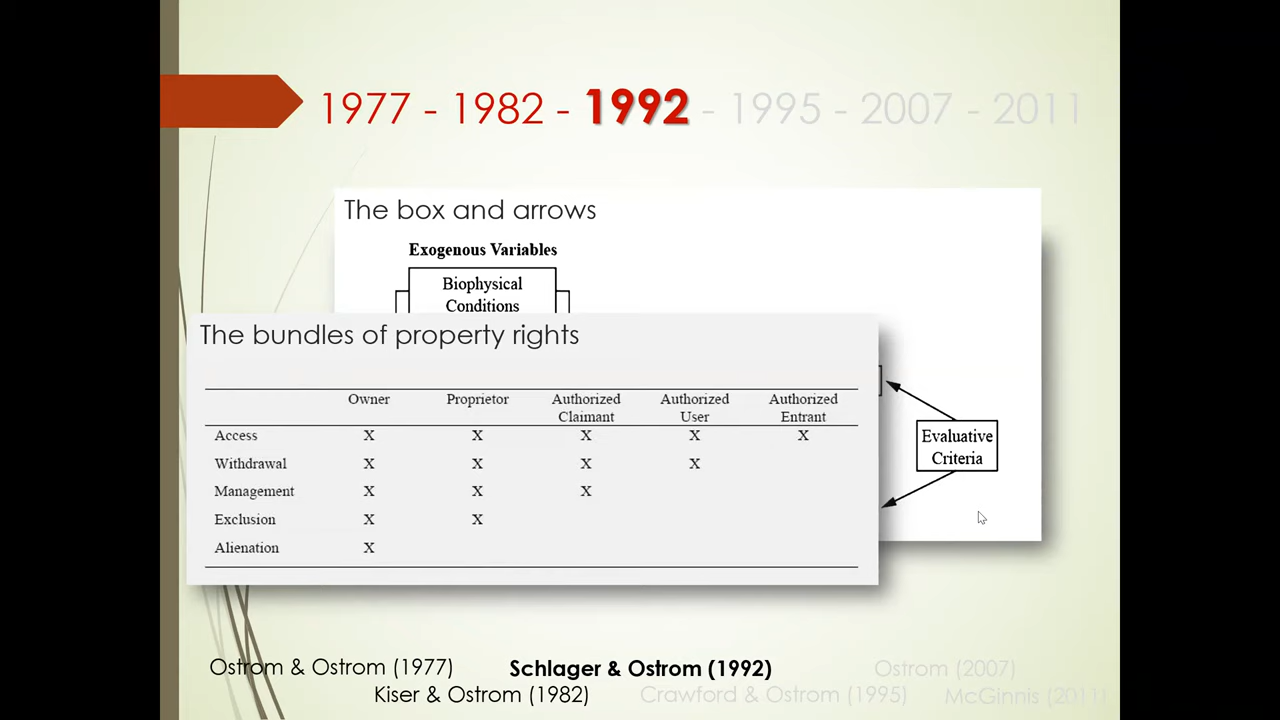 1977 - 1982 - 1992 - 1995 - 2007 - 2011
The box and arrows
Exogenous Variables
Biophysical
Conditions
The bundles of property rights
Owner Proprietor Authorized Claimant Authorized User Authorized Entrant
Access X X X X X
Withdrawal X X X X
Management X X X
Exclusion X X
Alienation X
Evaluative
Criteria
Ostrom & Ostrom (1977) Schlager & Ostrom (1992) Ostrom (2007)
Kiser & Ostrom (1982) Crawford & Ostrom (1995) McGinnis (2011)